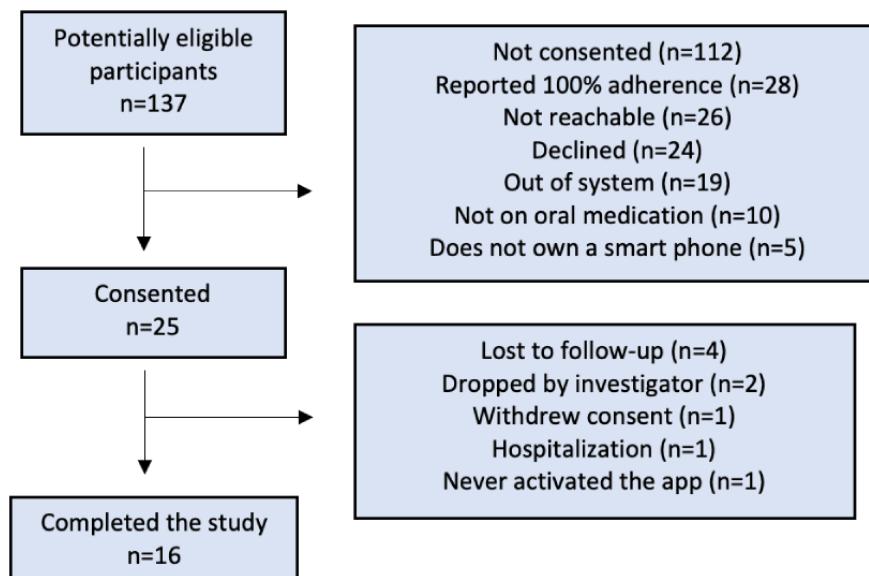 Potentially eligible
participants
n=137
Not consented (n=112)
Reported 100% adherence (n=28)
Not reachable (n=26)
Declined (n=24)
Out of system (n=19)
Not on oral medication (n=10)
Does not own a smart phone (n=5)
Consented
n=25
Lost to follow-up (n=4)
Dropped by investigator (n=2)
Withdrew consent (n=1)
Hospitalization (n=1)
Never activated the app (n=1)
Completed the study
n=16